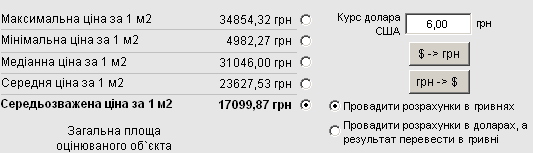 Максимальна ціна за 1 м2 34854,32 грн
Мінімальна ціна за 1 м2 4982,27 грн
Медіанна ціна за 1 м2 31046,00 грн
Середня ціна за 1 м2 23627,53 грн
Середьозважена ціна за 1 м2 17099,87 грн
Загальна площа
оцінюваного об`єкта
Курс долара
США
6,00 грн
$ -> грн
грн -> $
Провадити розрахунки в гривнях
Провадити розрахунки в доларах, а
результат перевести в гривні